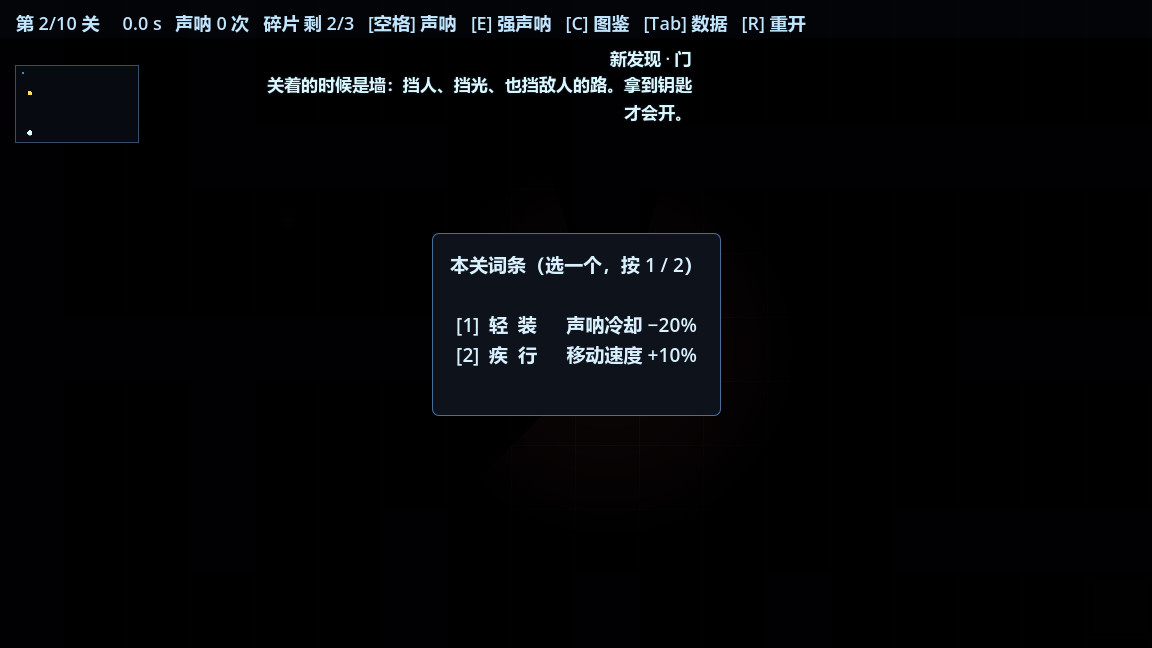 第 2/10 关 0.0 s 声呐 0 次 碎片 剩 2/3 [空格] 声呐 [E] 强声呐 [C] 图鉴 [Tab] 数据 [R] 重开
新发现 · 门
关着的时候是墙：挡人、挡光、也挡敌人的路。拿到钥匙
才会开。
本关词条（选一个，按 1 / 2）
[1] 轻 装 声呐冷却 −20%
[2] 疾 行 移动速度 +10%